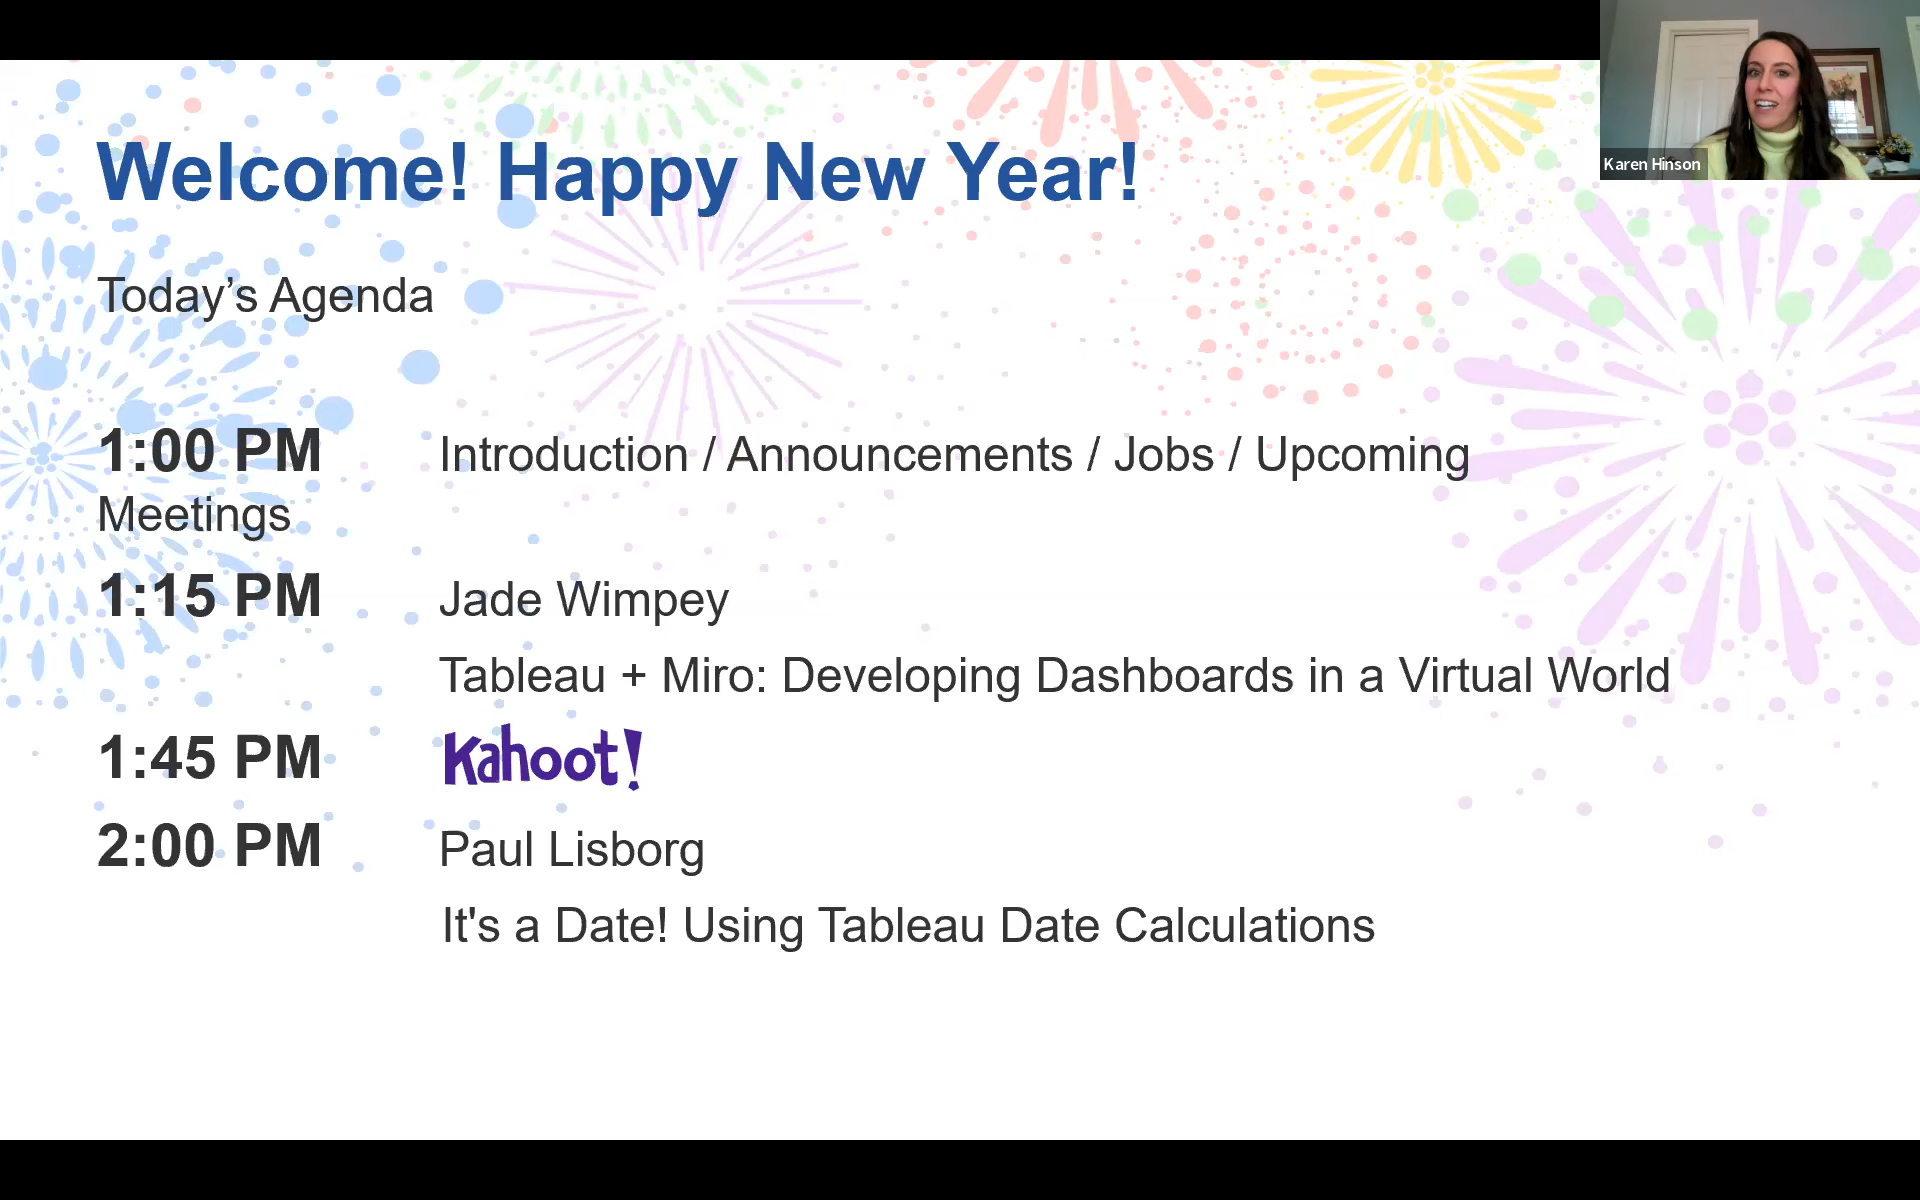 Welcome! Happy New Year!
Karen Hinson
Today’s Agenda
1:00 PM Introduction / Announcements / Jobs / Upcoming
Meetings
1:15 PM Jade Wimpey
Tableau + Miro: Developing Dashboards in a Virtual World
1:45 PM Kahoot!
2:00 PM Paul Lisborg
It's a Date! Using Tableau Date Calculations